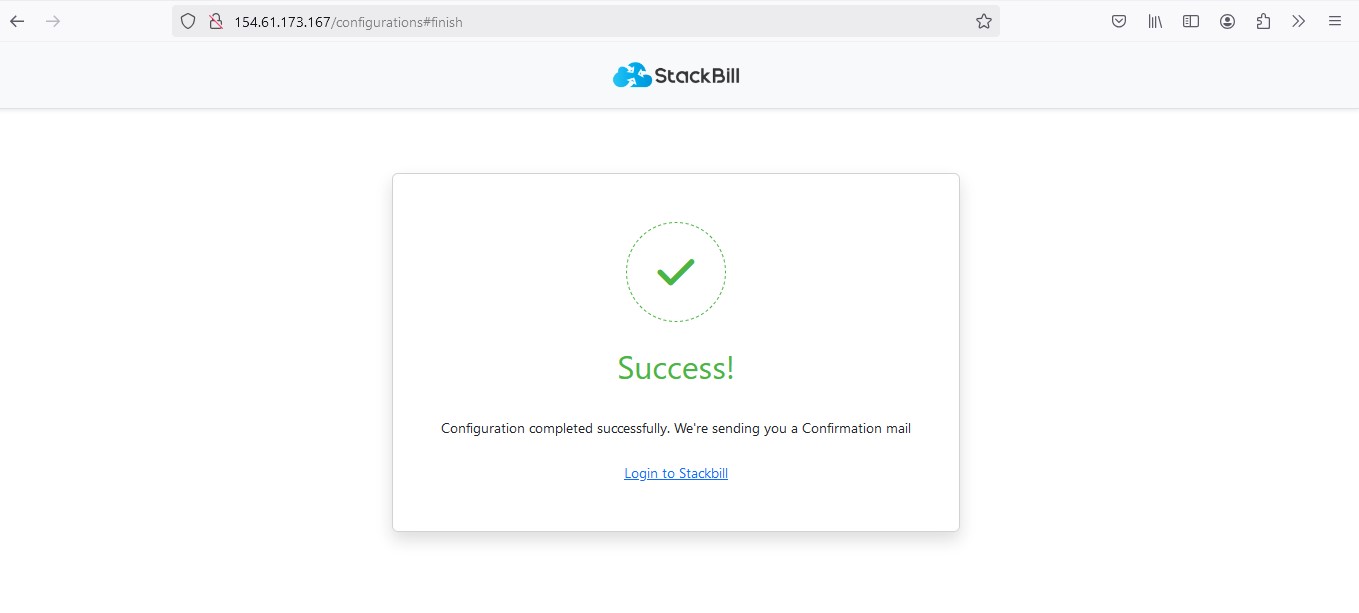 154.61.173.167/configurations#finish
StackBill
Success!
Configuration completed successfully. We're sending you a Confirmation mail
Login to Stackbill